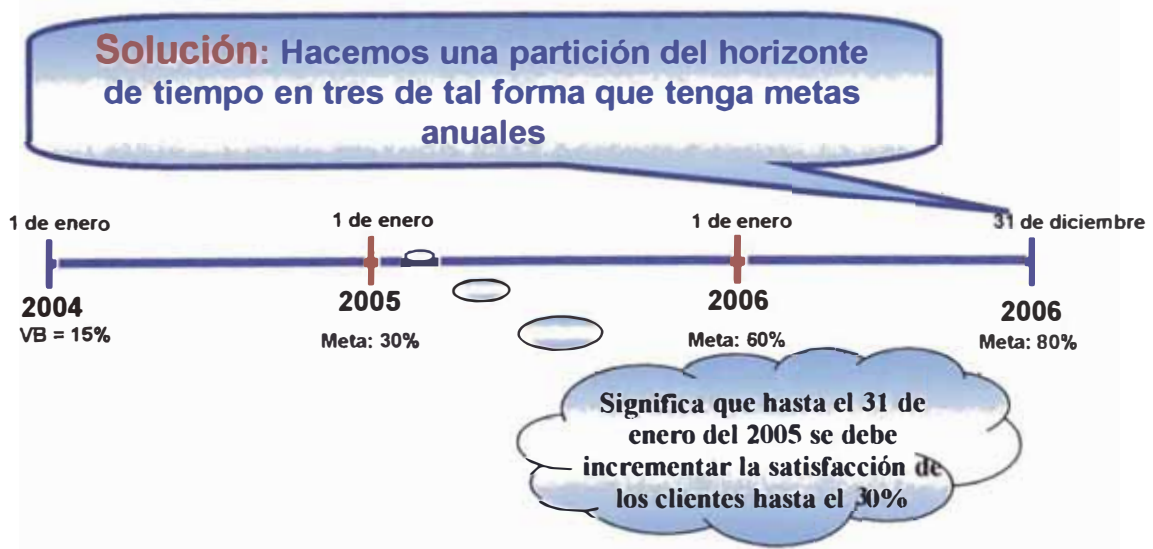 Solución: Hacemos una partición del horizonte
de tiempo en tres de tal forma que tenga metas
anuales
1 de enero
1 de enero
1 de enero
31 de diciembre
2004
2005
2006
2006
VB = 15%
Meta: 30%
Meta: 60%
Meta: 80%
Significa que hasta el 31 de
enero del 2005 se debe
incrementar la satisfacción de
los clientes hasta el 30%